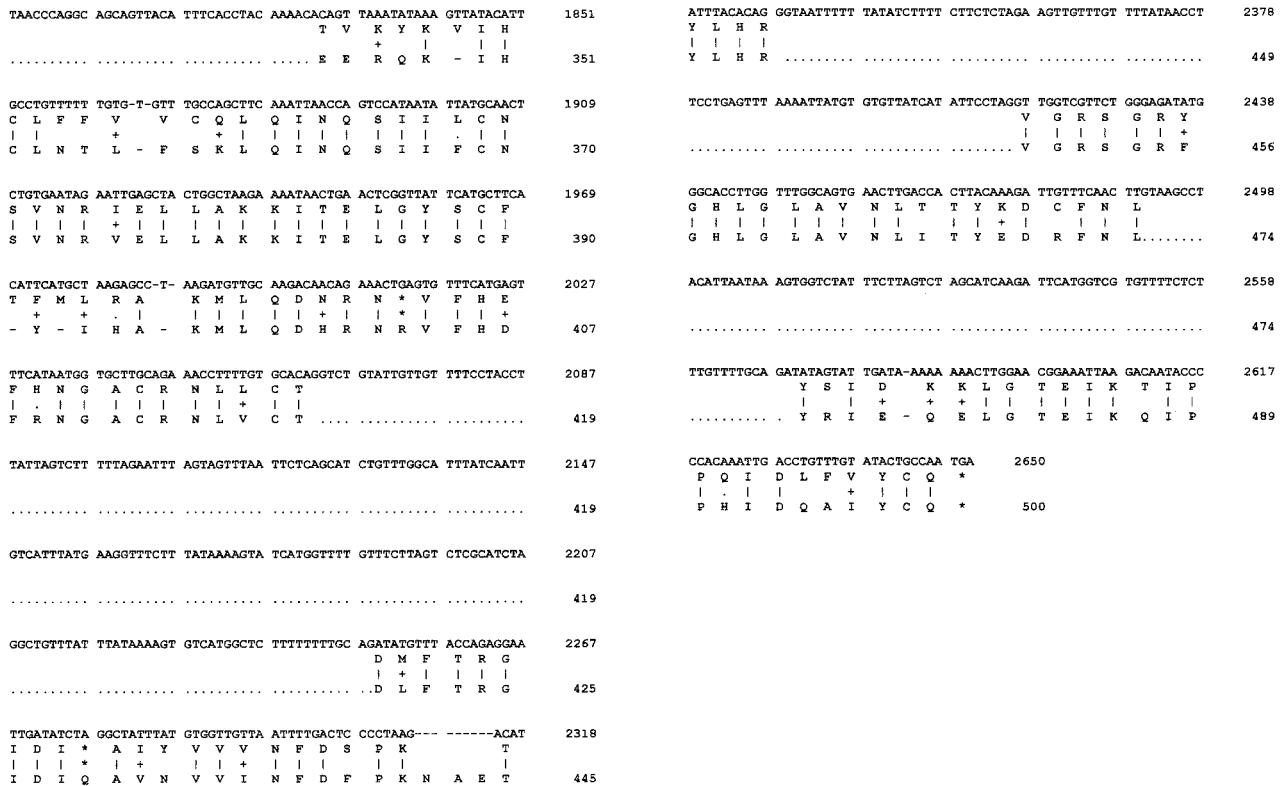 TAACCCAGGC AGCAGTTACA TTTCACCTAC AAAACACAGT TAAATATAAA GTTATACATT 1851
T V K Y K V I H
+ | | |
.......... .......... .......... ......E E R Q K - I H 351
GCCTGTTTTT TGTG-T-GTT TGCCAGCTTC AAATTAACCA GTCCATAATA TTATGCAACT 1909
C L F F V V C Q L Q I N Q S I I L C N
| | + + | | | | | | | | . | |
C L N T L - F S K L Q I N Q S I I F C N 370
CTGTGAATAG AATTGAGCTA CTGGCTAAGA AAATAACTGA ACTCGGTTAT TCATGCTTCA 1969
S V N R I E L L A K K I T E L G Y S C F
| | | | + | | | | | | | | | | | | | | |
S V N R V E L L A K K I T E L G Y S C F 390
CATTCATGCT AAGAGCC-T- AAGATGTTGC AAGACAACAG AAACTGAGTG TTTCATGAGT 2027
T F M L R A K M L Q D N R N * V F H E
+ + . | | | | | | + | | * | | | +
- Y - I H A - K M L Q D H R N R V F H D 407
TTCATAATGG TGCTTGCAGA AACCTTTTGT GCACAGGTCT GTATTGTTGT TTTCCTACCT 2087
F H N G A C R N L L C T
| . | | | | | | | + | |
F R N G A C R N L V C T .......... .......... 419
TATTAGTCTT TTTAGAATTT AGTAGTTTAA TTCTCAGCAT CTGTTTGGCA TTTATCAATT 2147
.......... .......... .......... .......... .......... .......... 419
GTCATTTATG AAGGTTTCTT TATAAAAGTA TCATGGTTTT GTTTCTTAGT CTCGCATCTA 2207
.......... .......... .......... .......... .......... .......... 419
GGCTGTTTAT TTATAAAAGT GTCATGGCTC TTTTTTTTGC AGATATGTTT ACCAGAGGAA 2267
D M F T R G
| + | | | |
.......... .......... .......... .......... ..D L F T R G 425
TTGATATCTA GGCTATTTAT GTGGTTGTTA ATTTTGACTC CCCTAAG--- ------ACAT 2318
I D I * A I Y V V V N F D S P K T
| | | * | + | | + | | | | | |
I D I Q A V N V V I N F D F P K N A E T 445
ATTTACACAG GGTAATTTTT TATATCTTTT CTTCTCTAGA AGTTGTTTGT TTTATAACCT 2378
Y L H R
| | | |
Y L H R .......... .......... .......... .......... .......... 449
TCCTGAGTTT AAAATTATGT GTGTTATCAT ATTCCTAGGT TGGTCGTTCT GGGAGATATG 2438
V G R S G R Y
| | | | | | +
.......... .......... .......... ........ V G R S G R F 456
GGCACCTTGG TTTGGCAGTG AACTTGACCA CTTACAAAGA TTGTTTCAAC TTGTAAGCCT 2498
G H L G L A V N L T T Y K D C F N L
| | | | | | | | | | | + | | | |
G H L G L A V N L I T Y E D R F N L....... 474
ACATTAATAA AGTGGTCTAT TTCTTAGTCT AGCATCAAGA TTCATGGTCG TGTTTTCTCT 2558
.......... .......... .......... .......... .......... .......... 474
TTGTTTTGCA GATATAGTAT TGATA-AAAA AAACTTGGAA CGGAAATTAA GACAATACCC 2617
Y S I D K K L G T E I K T I P
| | + + + | | | | | | | |
.......... Y R I E - Q E L G T E I K Q I P 489
CCACAAATTG ACCTGTTTGT ATACTGCCAA TGA 2650
P Q I D L F V Y C Q *
| . | | + | | |
P H I D Q A I Y C Q * 500